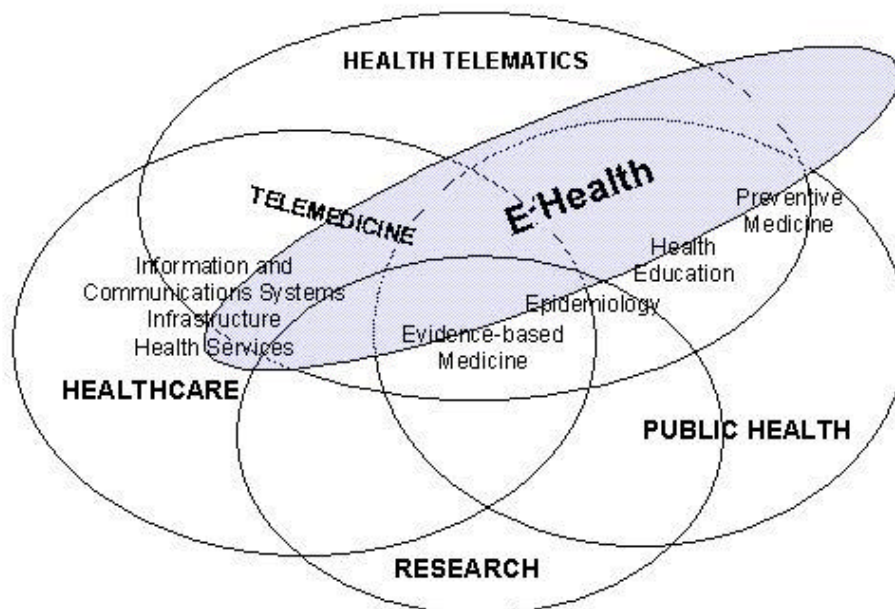 HEALTH TELEMATICS
E-Health
TELEMEDICINE
Preventive
Medicine
Health
Education
Information and
Communications Systems
Infrastructure
Health Services
Epidemiology
Evidence-based
Medicine
HEALTHCARE
PUBLIC HEALTH
RESEARCH